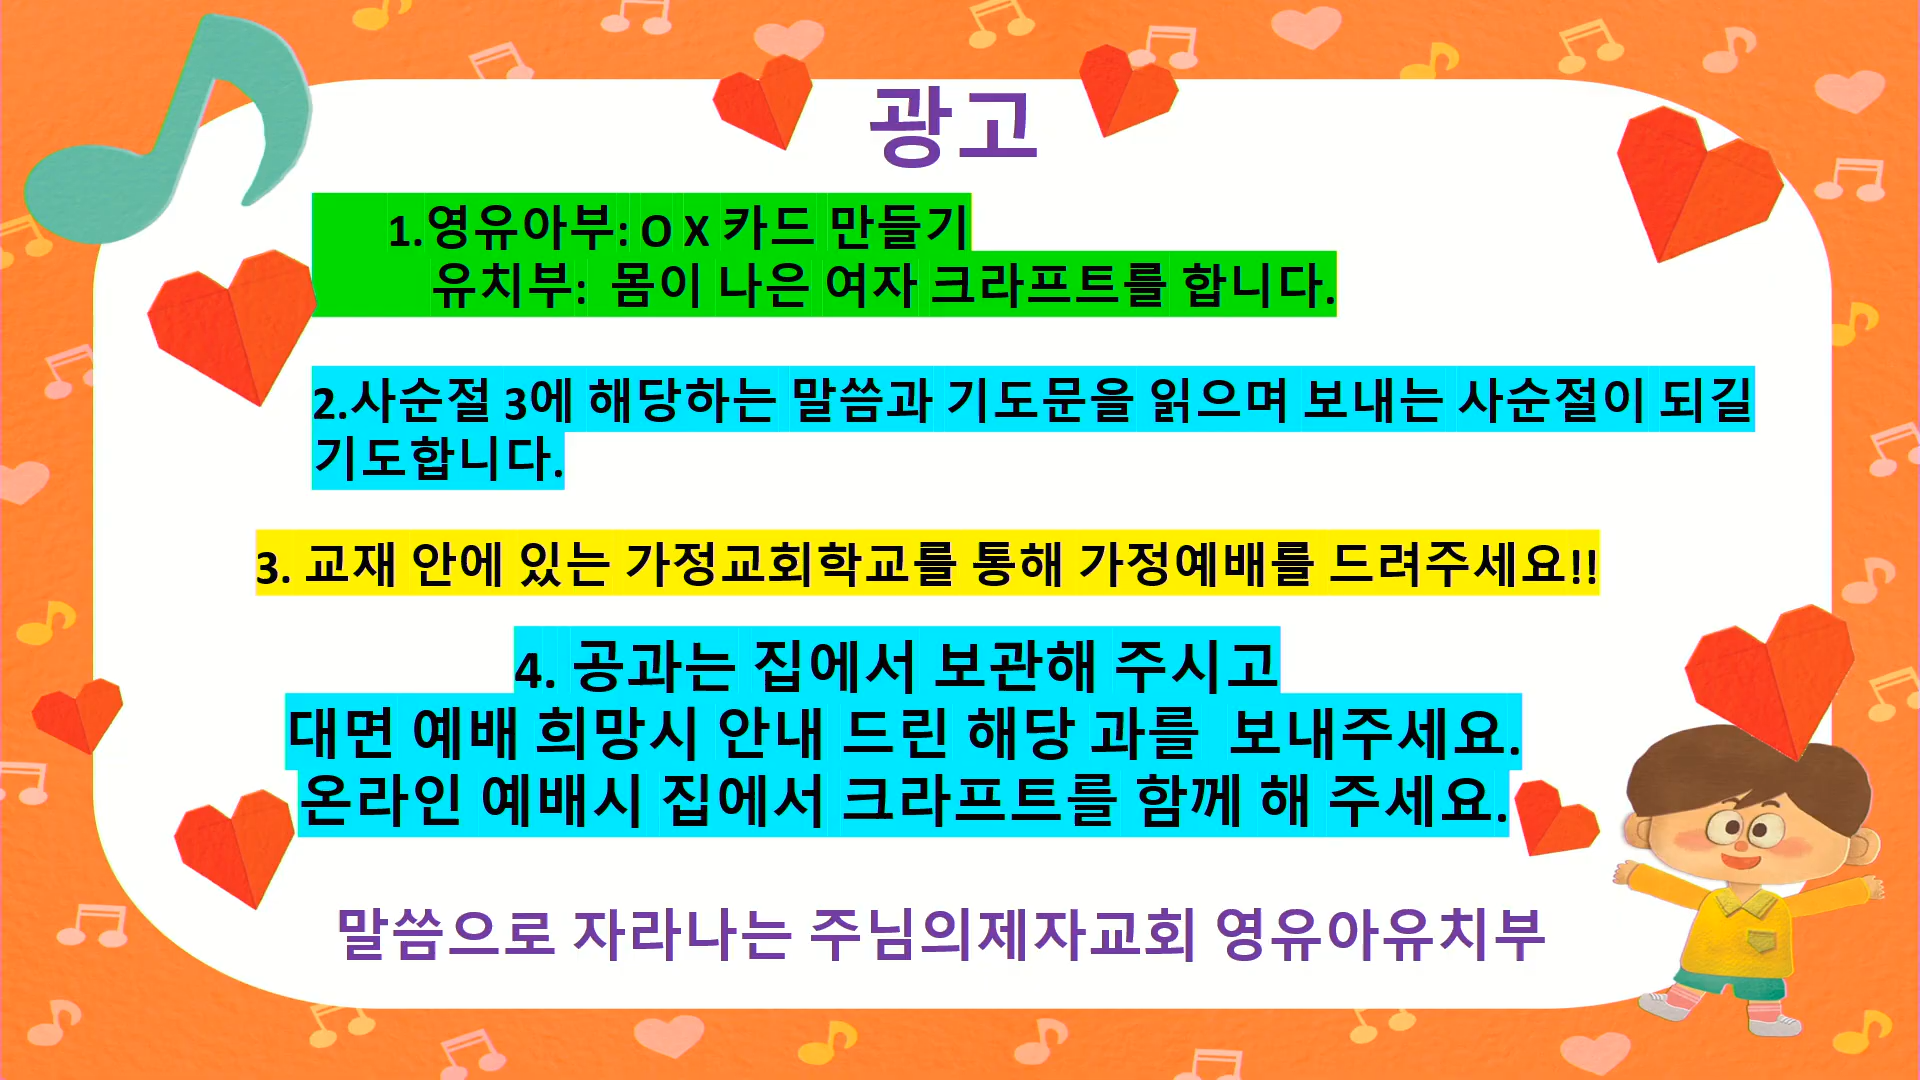 광고
1.영유아부: O X 카드 만들기
유치부: 몸이 나은 여자 크라프트를 합니다.
2.사순절 3에 해당하는 말씀과 기도문을 읽으며 보내는 사순절이 되길
기도합니다.
3. 교재 안에 있는 가정교회학교를 통해 가정예배를 드려주세요!!
4. 공과는 집에서 보관해 주시고
대면 예배 희망시 안내 드린 해당 과를 보내주세요.
온라인 예배시 집에서 크라프트를 함께 해 주세요.
말씀으로 자라나는 주님의제자교회 영유아유치부